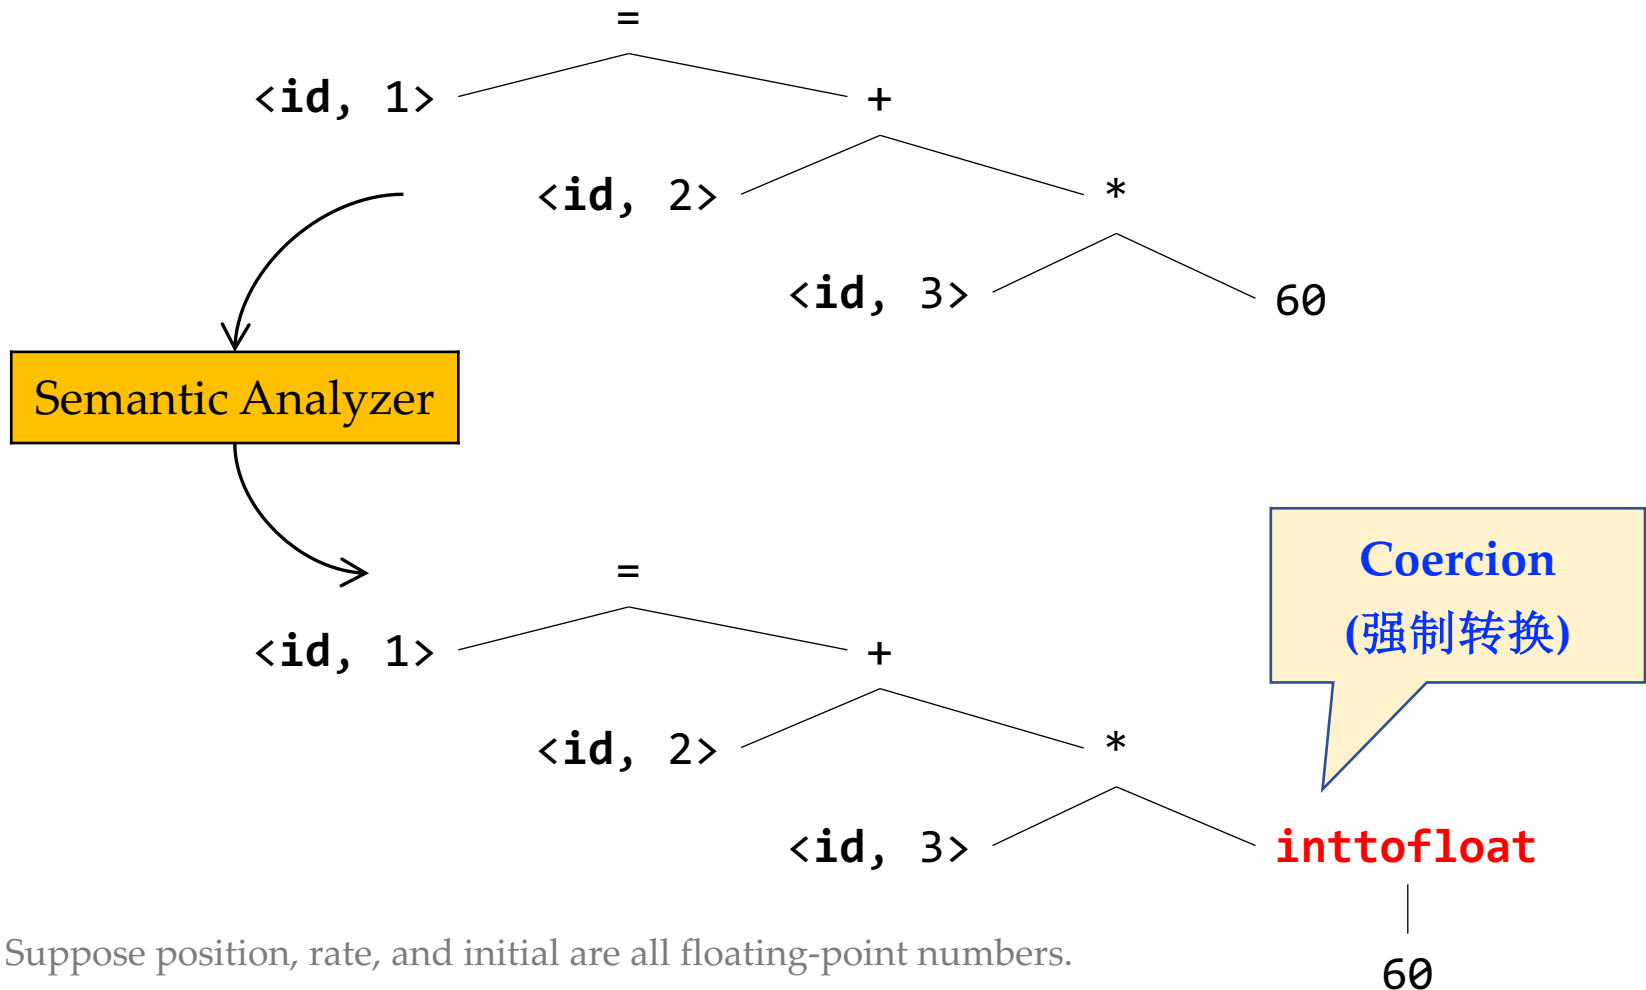 =
<id, 1>
+
<id, 2>
*
<id, 3>
60
Semantic Analyzer
=
<id, 1>
+
<id, 2>
*
<id, 3>
inttofloat
60
Coercion
(强制转换)
Suppose position, rate, and initial are all floating-point numbers.